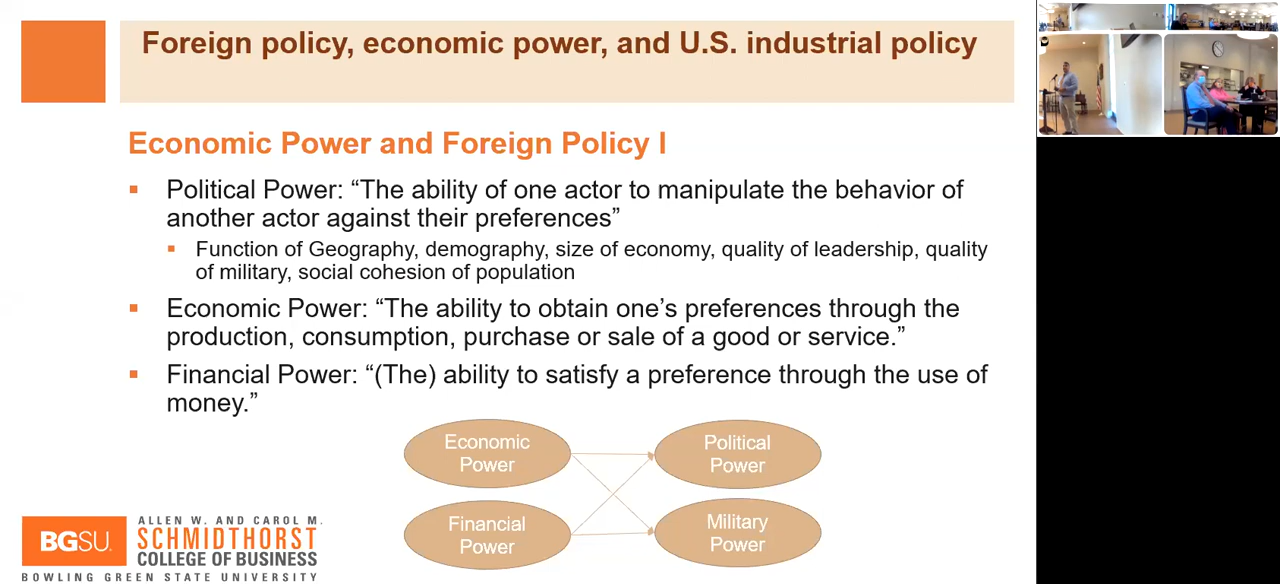 Foreign policy, economic power, and U.S. industrial policy
Economic Power and Foreign Policy I
Political Power: “The ability of one actor to manipulate the behavior of
another actor against their preferences”
Function of Geography, demography, size of economy, quality of leadership, quality
of military, social cohesion of population
Economic Power: “The ability to obtain one’s preferences through the
production, consumption, purchase or sale of a good or service.”
Financial Power: “(The) ability to satisfy a preference through the use of
money.”
Economic
Power
Political
Power
Financial
Power
Military
Power
BGSU.
ALLEN W. AND CAROL M.
SCHMIDTHORST
COLLEGE OF BUSINESS
BOWLING GREEN STATE UNIVERSITY